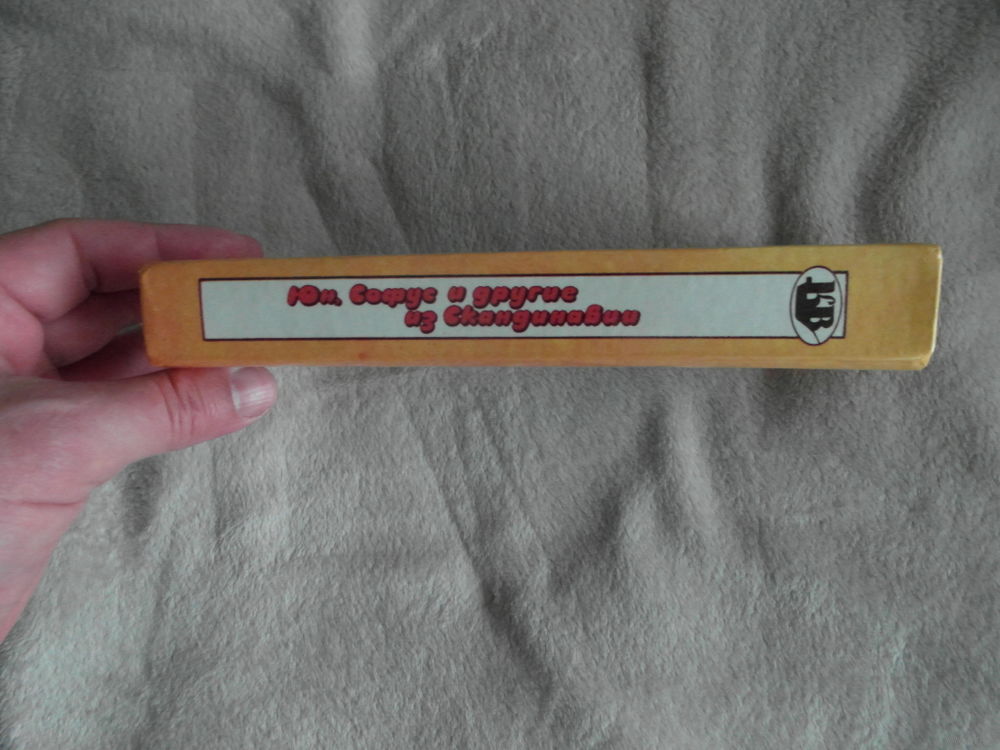 Юн, Софус и другие
из Скандинавии